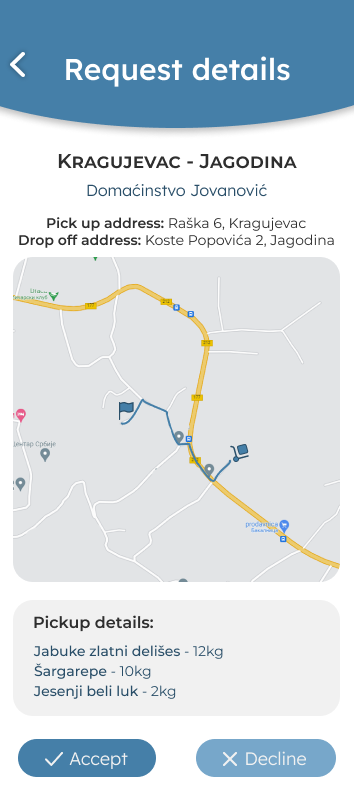 Request details
KRAGUJEVAC - JAGODINA
Domaćinstvo Jovanović
Pick up address: Raška 6, Kragujevac
Drop off address: Koste Popovića 2, Jagodina
центар Србије
prodavnica
Pickup details:
Jabuke zlatni delišes - 12kg
Šargarepe - 10kg
Jesenji beli luk - 2kg
Accept
Decline